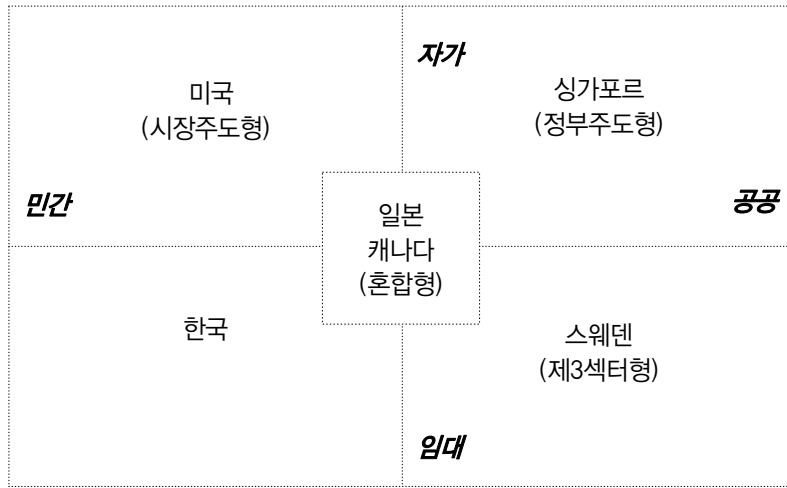 자가
미국
(시장주도형)
싱가포르
(정부주도형)
민간
공공
일본
캐나다
(혼합형)
한국
스웨덴
(제3섹터형)
임대